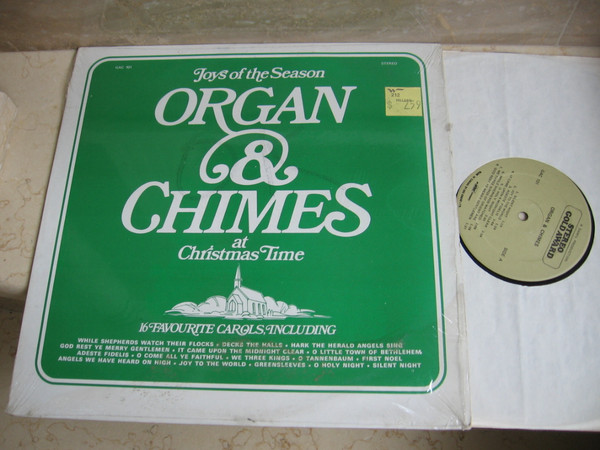 STEREO
Joys of the Season
ORGAN
&
CHIMES
at
Christmas Time
16 FAVOURITE CAROLS, INCLUDING
WHILE SHEPHERDS WATCH THEIR FLOCKS • DECKS THE HALLS • HARK THE HERALD ANGELS SING
GOD REST YE MERRY GENTLEMEN • IT CAME UPON THE MIDNIGHT CLEAR • O LITTLE TOWN OF BETHLEHEM
ADESTE FIDELIS • O COME ALL YE FAITHFUL • WE THREE KINGS • O TANNENBAUM • FIRST NOEL
ANGELS WE HAVE HEARD ON HIGH • JOY TO THE WORLD • GREENSLEEVES • O HOLY NIGHT • SILENT NIGHT
STEREO
GOLD AWARD
ORGAN & CHIMES